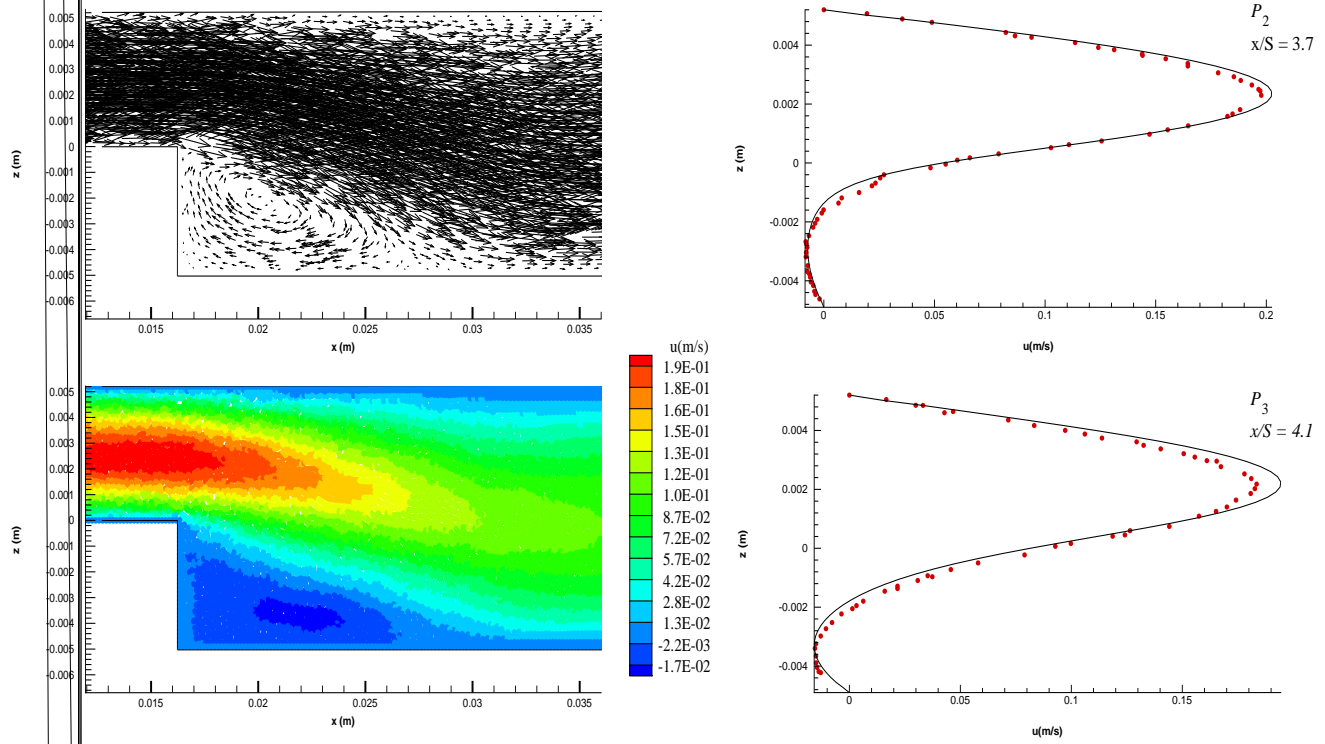 0.005
0.004
0.003
0.002
0.001
0
-0.001
-0.002
-0.003
-0.004
-0.005
-0.006
z (m)
0.015
0.02
0.025
0.03
0.035
x (m)
P2
x/S = 3.7
0.004
0.002
0
-0.002
-0.004
z (m)
0
0.05
0.1
0.15
0.2
u(m/s)
0.005
0.004
0.003
0.002
0.001
0
-0.001
-0.002
-0.003
-0.004
-0.005
-0.006
z (m)
0.015
0.02
0.025
0.03
0.035
x (m)
u(m/s)
1.9E-01
1.8E-01
1.6E-01
1.5E-01
1.3E-01
1.2E-01
1.0E-01
8.7E-02
7.2E-02
5.7E-02
4.2E-02
2.8E-02
1.3E-02
-2.2E-03
-1.7E-02
P3
x/S = 4.1
0.004
0.002
0
-0.002
-0.004
z (m)
0
0.05
0.1
0.15
u(m/s)